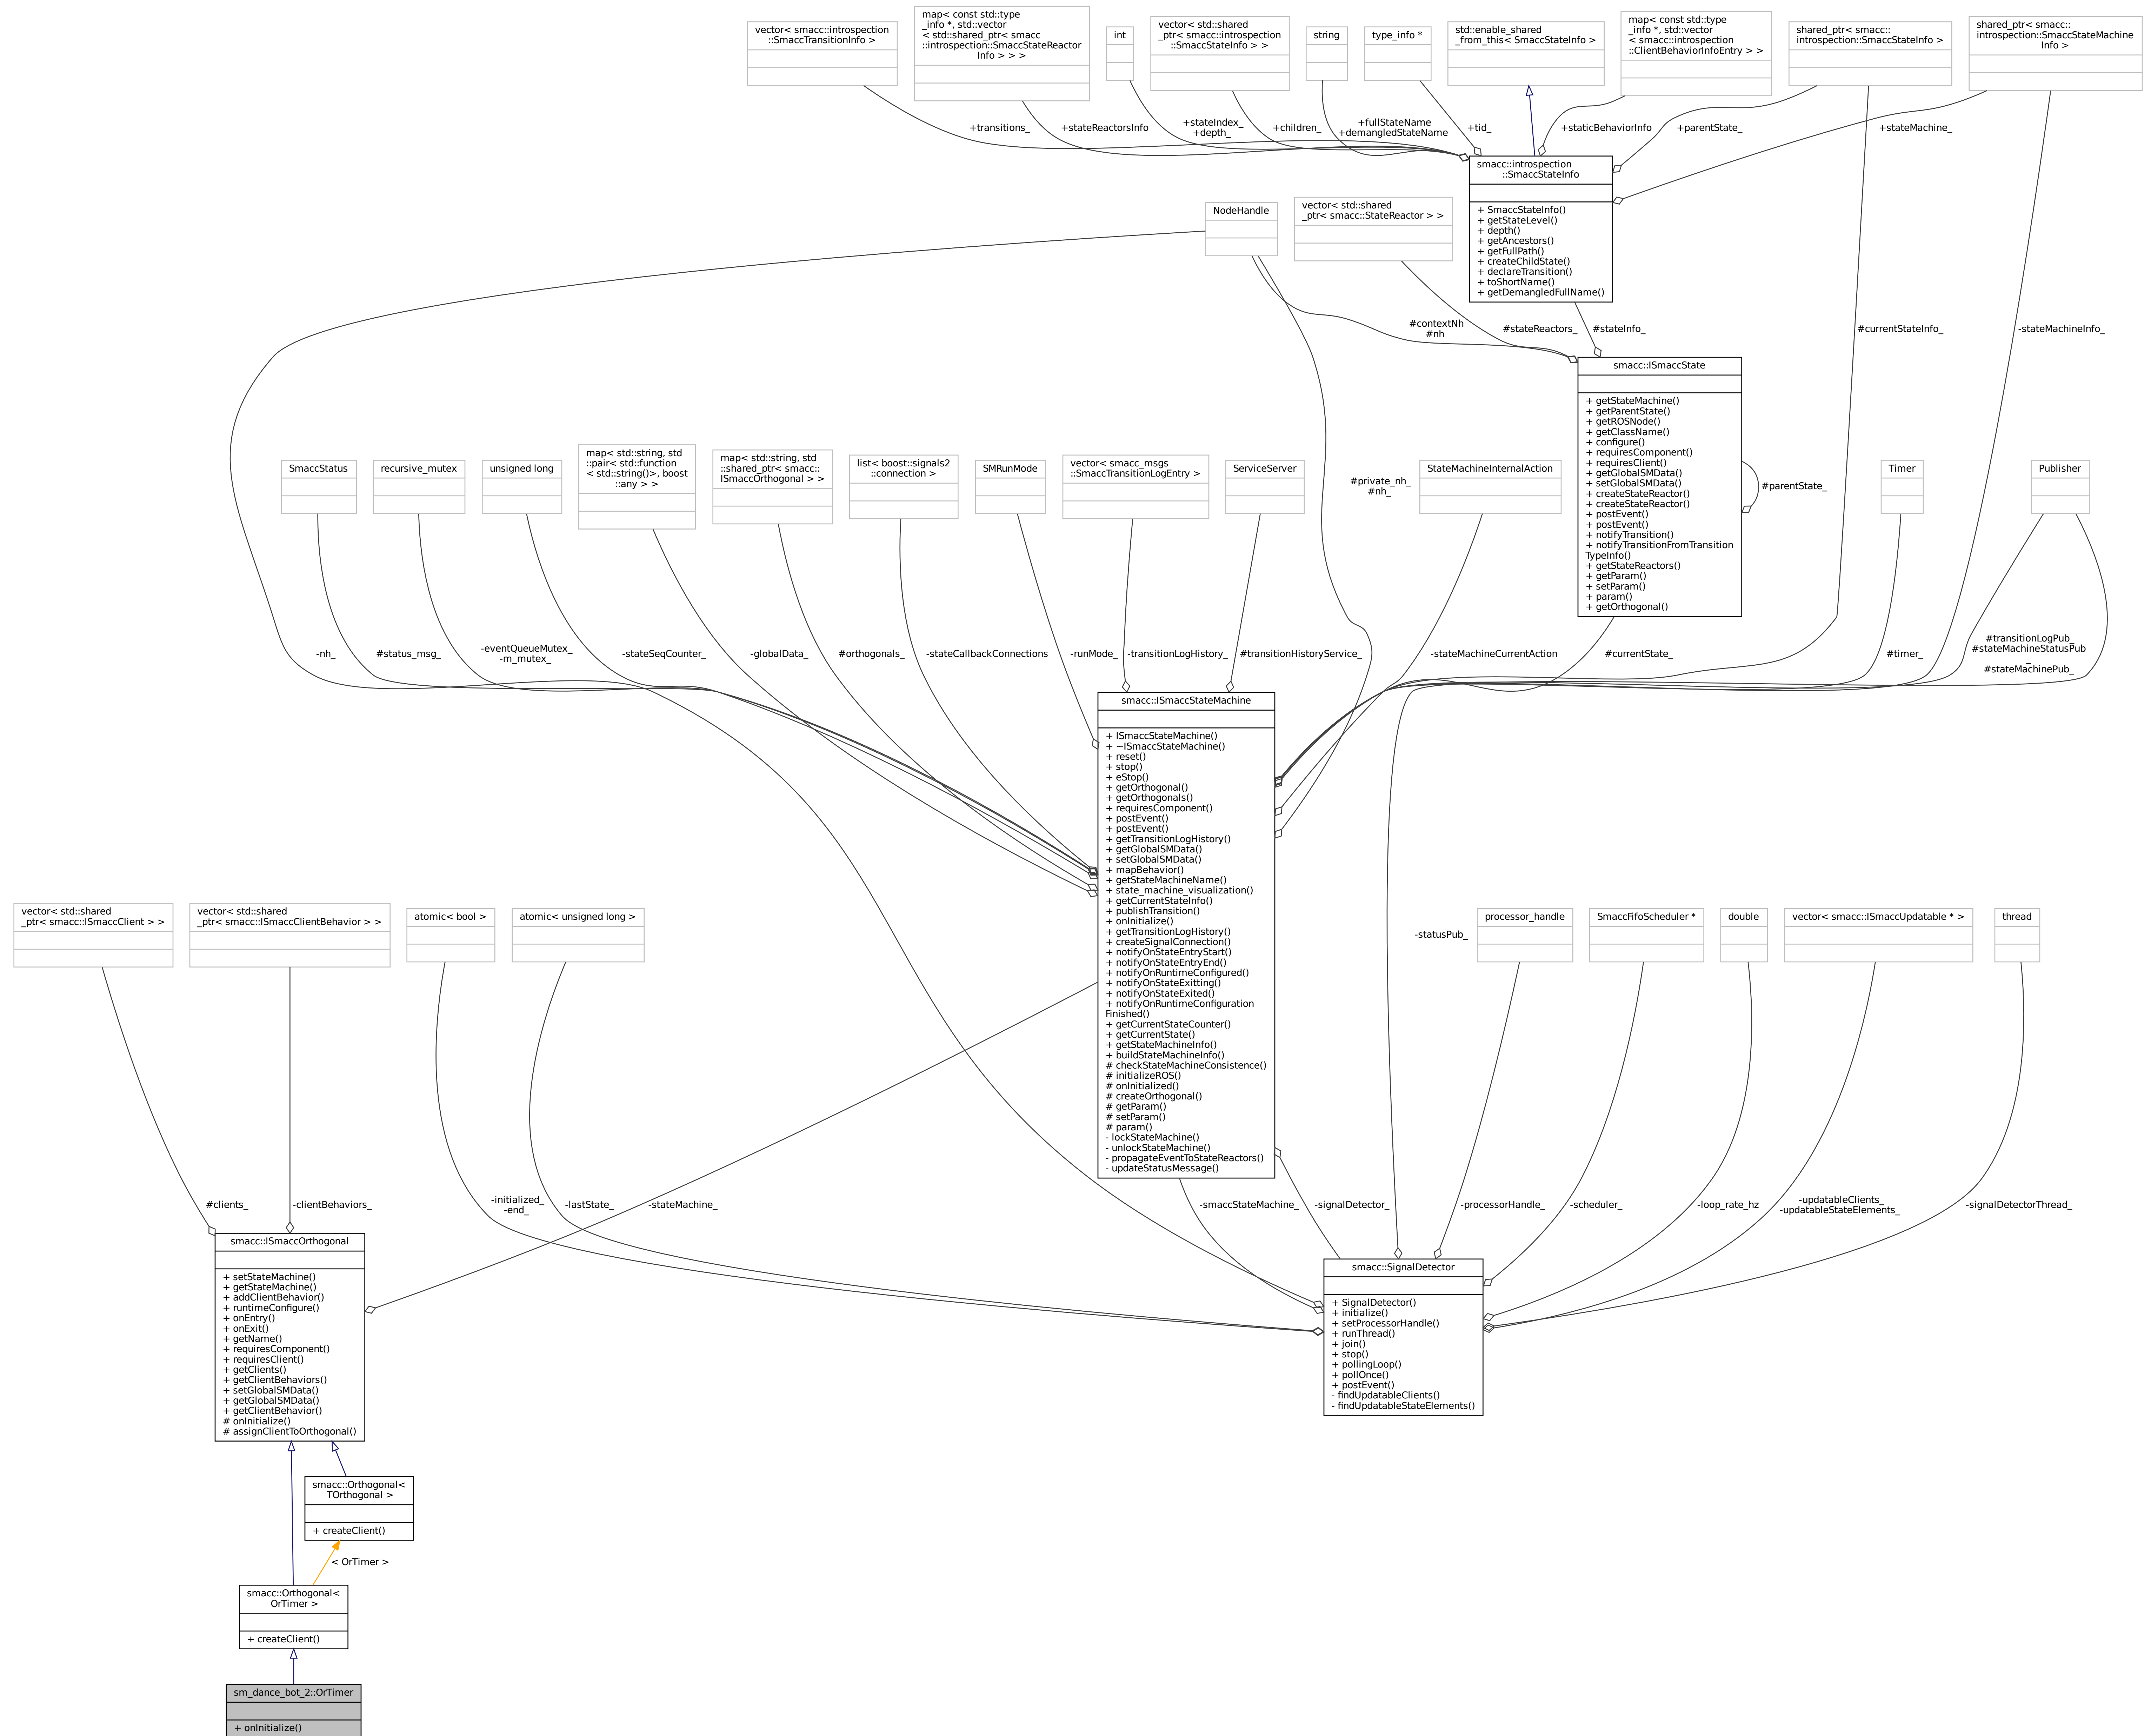 vector< smacc::introspection
::SmaccTransitionInfo >
map< const std::type
_info *, std::vector
< std::shared_ptr< smacc
::introspection::SmaccStateReactor
Info > > >
int
vector< std::shared
_ptr< smacc::introspection
::SmaccStateInfo > >
string
type_info *
std::enable_shared
_from_this< SmaccStateInfo >
map< const std::type
_info *, std::vector
< smacc::introspection
::ClientBehaviorInfoEntry > >
shared_ptr< smacc::
introspection::SmaccStateInfo >
shared_ptr< smacc::
introspection::SmaccStateMachine
Info >
+transitions_
+stateReactorsInfo
+stateIndex_
+depth_
+children_
+fullStateName
+demangledStateName
+tid_
+staticBehaviorInfo
+parentState_
+stateMachine_
smacc::introspection
::SmaccStateInfo
+ SmaccStateInfo()
+ getStateLevel()
+ depth()
+ getAncestors()
+ getFullPath()
+ createChildState()
+ declareTransition()
+ toShortName()
+ getDemangledFullName()
NodeHandle
vector< std::shared
_ptr< smacc::StateReactor > >
#contextNh
#nh
#stateReactors_
#stateInfo_
#currentStateInfo_
-stateMachineInfo_
smacc::ISmaccState
+ getStateMachine()
+ getParentState()
+ getROSNode()
+ getClassName()
+ configure()
+ requiresComponent()
+ requiresClient()
+ getGlobalSMData()
+ setGlobalSMData()
+ createStateReactor()
+ createStateReactor()
+ postEvent()
+ postEvent()
+ notifyTransition()
+ notifyTransitionFromTransition
TypeInfo()
+ getStateReactors()
+ getParam()
+ setParam()
+ param()
+ getOrthogonal()
#parentState_
SmaccStatus
recursive_mutex
unsigned long
map< std::string, std
::pair< std::function
< std::string()>, boost
::any > >
map< std::string, std
::shared_ptr< smacc::
ISmaccOrthogonal > >
list< boost::signals2
::connection >
SMRunMode
vector< smacc_msgs
::SmaccTransitionLogEntry >
ServiceServer
#private_nh_
#nh_
StateMachineInternalAction
Timer
Publisher
-nh_
#status_msg_
-eventQueueMutex_
-m_mutex_
-stateSeqCounter_
-globalData_
#orthogonals_
-stateCallbackConnections
-runMode_
-transitionLogHistory_
#transitionHistoryService_
-stateMachineCurrentAction
#currentState_
#timer_
#transitionLogPub_
#stateMachineStatusPub
_
#stateMachinePub_
smacc::ISmaccStateMachine
+ ISmaccStateMachine()
+ ~ISmaccStateMachine()
+ reset()
+ stop()
+ eStop()
+ getOrthogonal()
+ getOrthogonals()
+ requiresComponent()
+ postEvent()
+ postEvent()
+ getTransitionLogHistory()
+ getGlobalSMData()
+ setGlobalSMData()
+ mapBehavior()
+ getStateMachineName()
+ state_machine_visualization()
+ getCurrentStateInfo()
+ publishTransition()
+ onInitialize()
+ getTransitionLogHistory()
+ createSignalConnection()
+ notifyOnStateEntryStart()
+ notifyOnStateEntryEnd()
+ notifyOnRuntimeConfigured()
+ notifyOnStateExitting()
+ notifyOnStateExited()
+ notifyOnRuntimeConfiguration
Finished()
+ getCurrentStateCounter()
+ getCurrentState()
+ getStateMachineInfo()
+ buildStateMachineInfo()
# checkStateMachineConsistence()
# initializeROS()
# onInitialized()
# createOrthogonal()
# getParam()
# setParam()
# param()
- lockStateMachine()
- unlockStateMachine()
- propagateEventToStateReactors()
- updateStatusMessage()
vector< std::shared
_ptr< smacc::ISmaccClient > >
vector< std::shared
_ptr< smacc::ISmaccClientBehavior > >
atomic< bool >
atomic< unsigned long >
-statusPub_
processor_handle
SmaccFifoScheduler *
double
vector< smacc::ISmaccUpdatable * >
thread
#clients_
-clientBehaviors_
-initialized_
-end_
-lastState_
-stateMachine_
-smaccStateMachine_
-signalDetector_
-processorHandle_
-scheduler_
-loop_rate_hz
-updatableClients_
-updatableStateElements_
-signalDetectorThread_
smacc::ISmaccOrthogonal
+ setStateMachine()
+ getStateMachine()
+ addClientBehavior()
+ runtimeConfigure()
+ onEntry()
+ onExit()
+ getName()
+ requiresComponent()
+ requiresClient()
+ getClients()
+ getClientBehaviors()
+ setGlobalSMData()
+ getGlobalSMData()
+ getClientBehavior()
# onInitialize()
# assignClientToOrthogonal()
smacc::SignalDetector
+ SignalDetector()
+ initialize()
+ setProcessorHandle()
+ runThread()
+ join()
+ stop()
+ pollingLoop()
+ pollOnce()
+ postEvent()
- findUpdatableClients()
- findUpdatableStateElements()
smacc::Orthogonal<
TOrthogonal >
+ createClient()
< OrTimer >
smacc::Orthogonal<
OrTimer >
+ createClient()
sm_dance_bot_2::OrTimer
+ onInitialize()